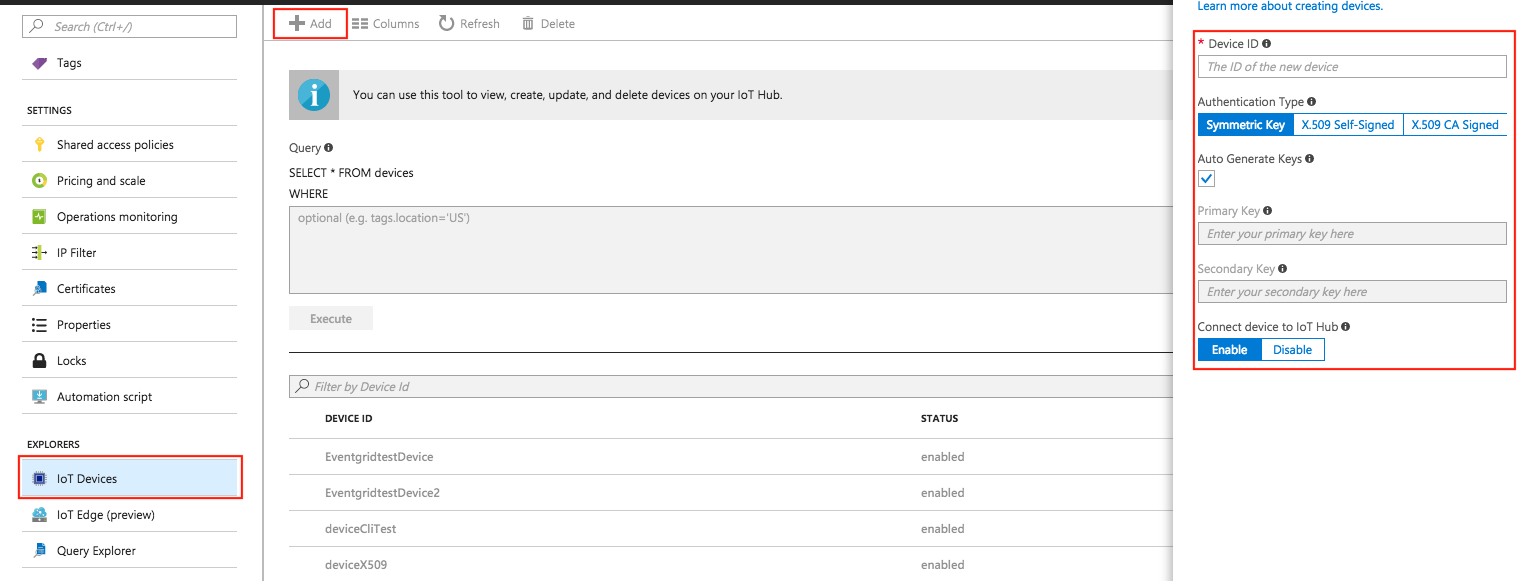 Search (Ctrl+/)
Tags
SETTINGS
Shared access policies
Pricing and scale
Operations monitoring
IP Filter
Certificates
Properties
Locks
Automation script
EXPLORERS
IoT Devices
IoT Edge (preview)
Query Explorer
Add Columns Refresh Delete
You can use this tool to view, create, update, and delete devices on your IoT Hub.
Query
SELECT * FROM devices
WHERE
optional (e.g. tags.location='US')
Execute
Filter by Device Id
DEVICE ID STATUS
EventgridtestDevice enabled
EventgridtestDevice2 enabled
deviceCliTest enabled
deviceX509 enabled
Learn more about creating devices.
* Device ID
The ID of the new device
Authentication Type
Symmetric Key X.509 Self-Signed X.509 CA Signed
Auto Generate Keys
Primary Key
Enter your primary key here
Secondary Key
Enter your secondary key here
Connect device to IoT Hub
Enable Disable